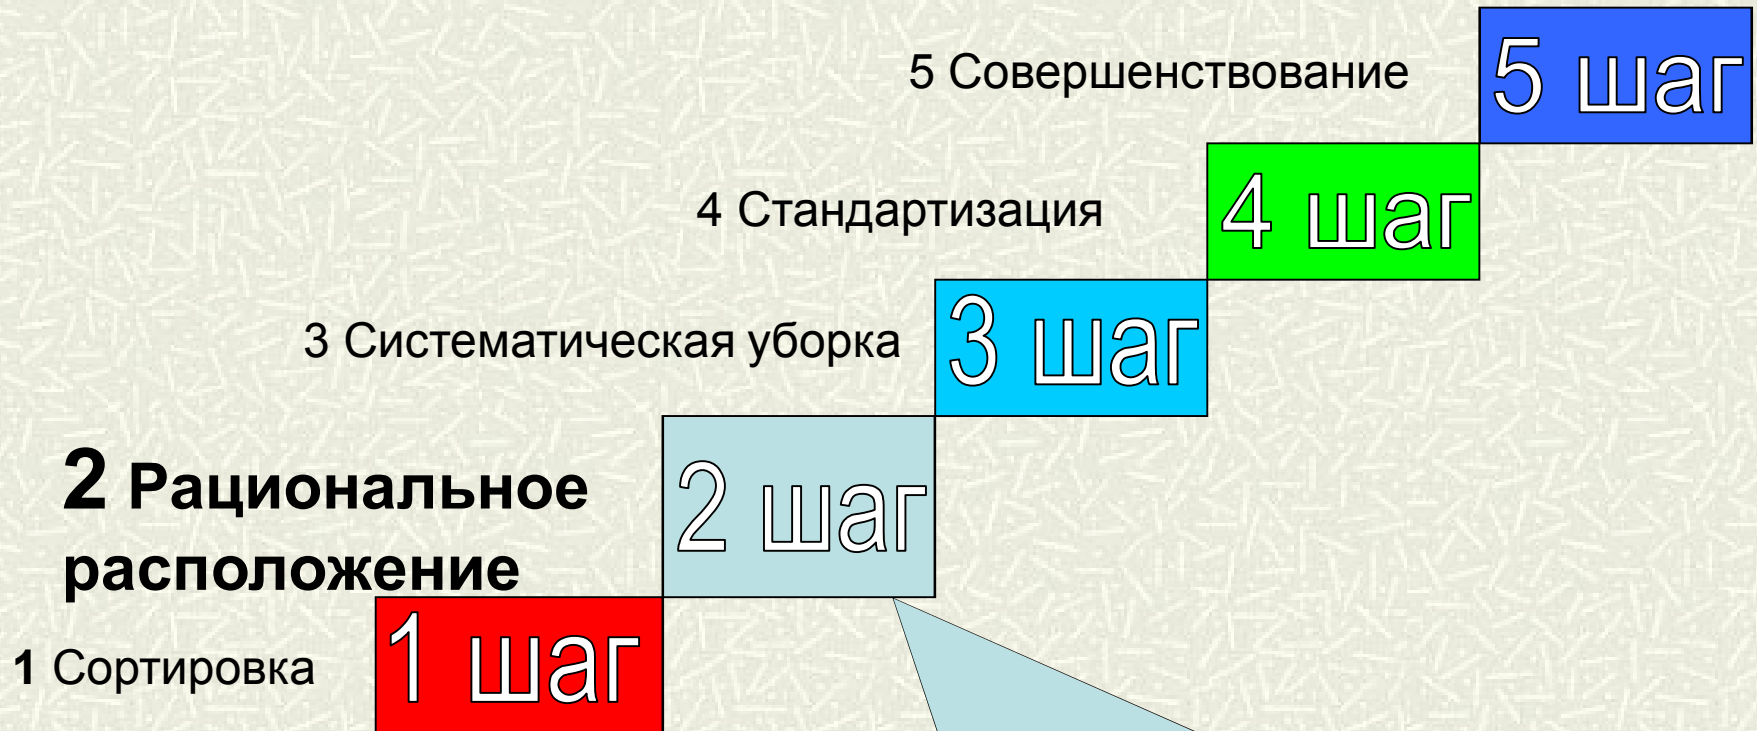 5 Совершенствование
5 шаг
4 Стандартизация
4 шаг
3 Систематическая уборка
3 шаг
2 Рациональное
расположение
2 шаг
1 Сортировка
1 шаг